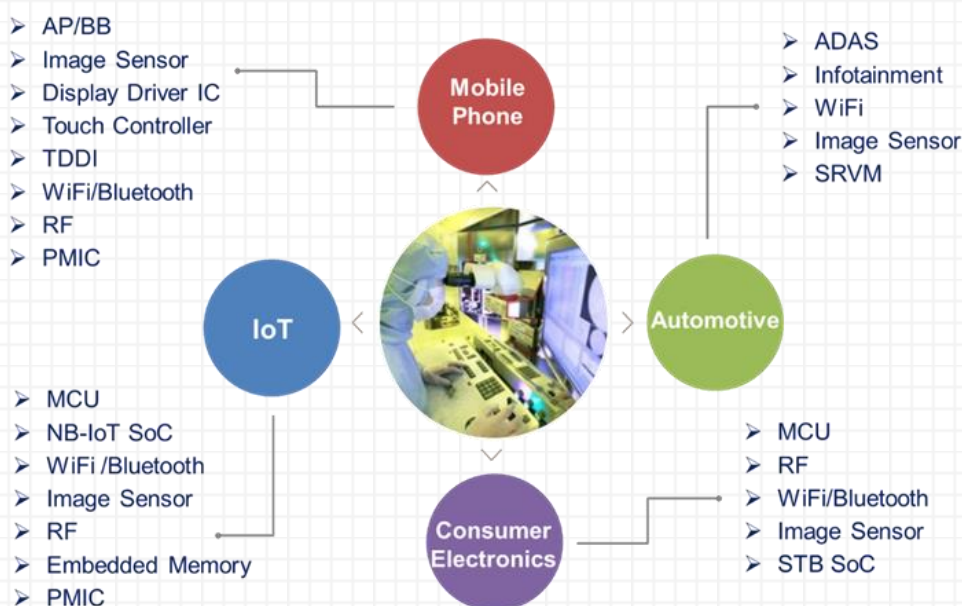 AP/BB
Image Sensor
Display Driver IC
Touch Controller
TDDI
WiFi/Bluetooth
RF
PMIC
Mobile
Phone
ADAS
Infotainment
WiFi
Image Sensor
SRVM
IoT
Automotive
MCU
NB-IoT SoC
WiFi /Bluetooth
Image Sensor
RF
Embedded Memory
PMIC
Consumer
Electronics
MCU
RF
WiFi/Bluetooth
Image Sensor
STB SoC